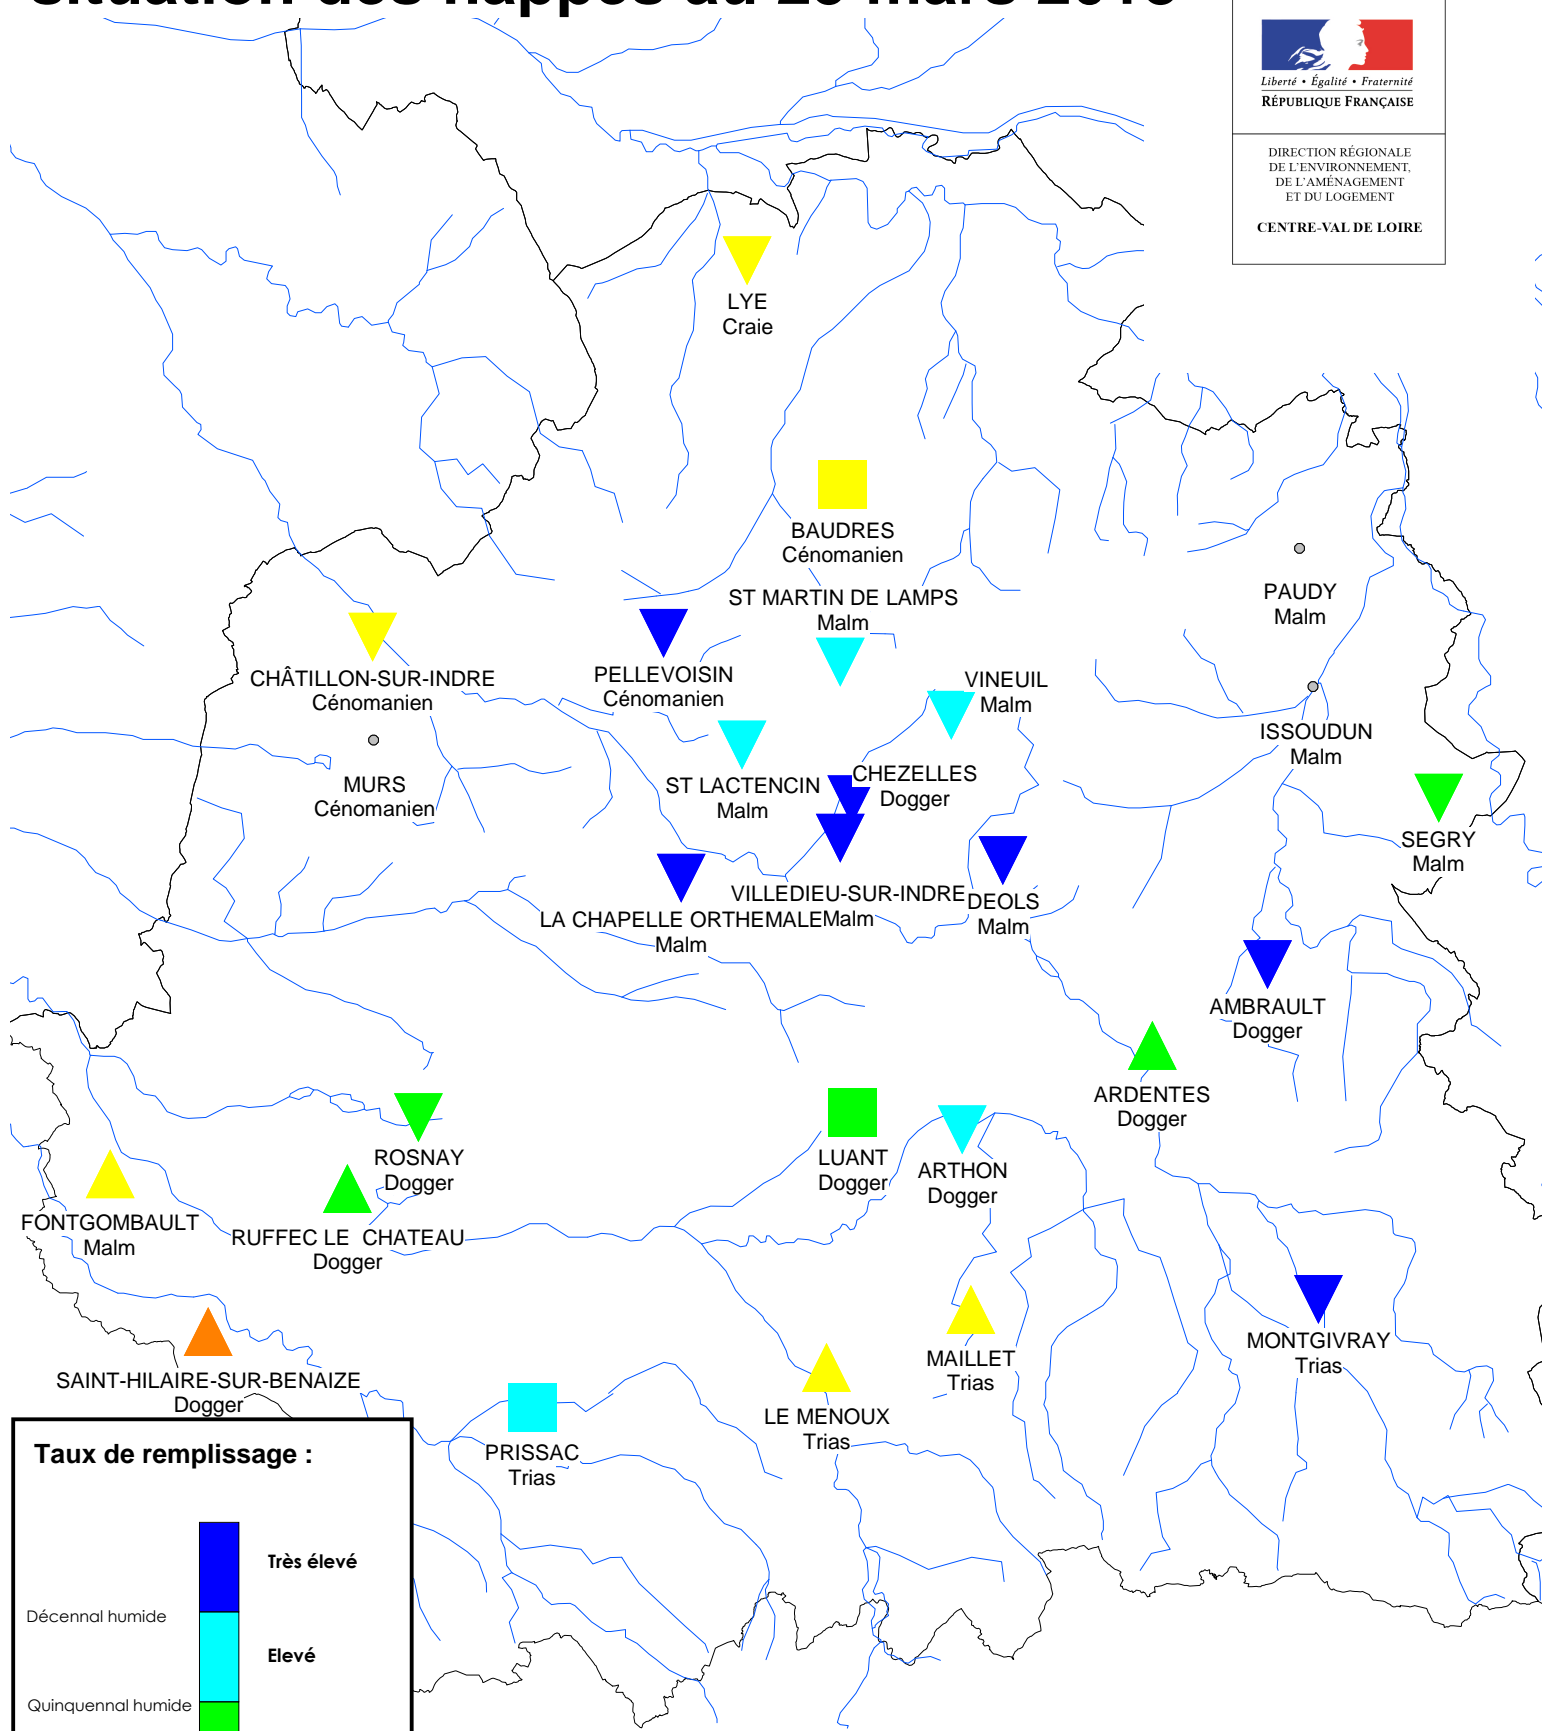 Liberté • Égalité • Fraternité
RÉPUBLIQUE FRANÇAISE
DIRECTION RÉGIONALE
DE L'ENVIRONNEMENT,
DE L'AMÉNAGEMENT
ET DU LOGEMENT
CENTRE-VAL DE LOIRE
LYE
Craie
BAUDRES
Cénomanien
ST MARTIN DE LAMPS
Malm
PAUDY
Malm
CHÂTILLON-SUR-INDRE
Cénomanien
PELLEVOISIN
Cénomanien
VINEUIL
Malm
ISSOUDUN
Malm
MURS
Cénomanien
ST LACTENCIN
Malm
CHEZELLES
Dogger
SEGRY
Malm
VILLEDIEU-SUR-INDRE
Malm
DEOLS
Malm
LA CHAPELLE ORTHEMALE
Malm
AMBRAULT
Dogger
ARDENTES
Dogger
ROSNAY
Dogger
LUANT
Dogger
ARTHON
Dogger
FONTGOMBAULT
Malm
RUFFEC LE CHATEAU
Dogger
MONTGIVRAY
Trias
MAILLET
Trias
SAINT-HILAIRE-SUR-BENAIZE
Dogger
LE MENOUX
Trias
PRISSAC
Trias
Taux de remplissage :
Très élevé
Décennal humide
Elevé
Quinquennal humide